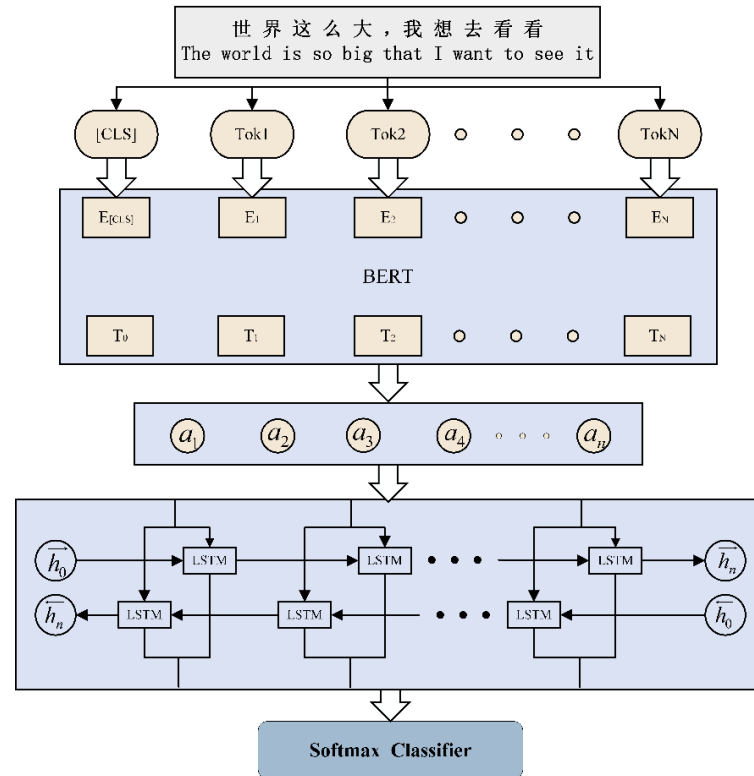 世界这么大，我想去看看
The world is so big that I want to see it
[CLS] Tok1 Tok2 TokN
E[CLS] E1 E2 EN
BERT
T0 T1 T2 TN
a1 a2 a3 a4 an
h0 LSTM LSTM LSTM hn
hn LSTM LSTM LSTM h0
Softmax Classifier